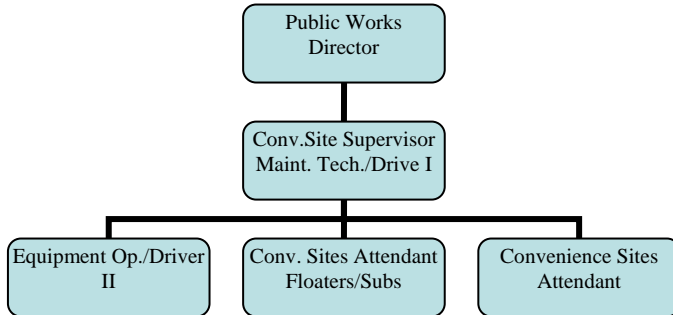 Public Works
Director
Conv.Site Supervisor
Maint. Tech./Drive I
Equipment Op./Driver
II
Conv. Sites Attendant
Floaters/Subs
Convenience Sites
Attendant